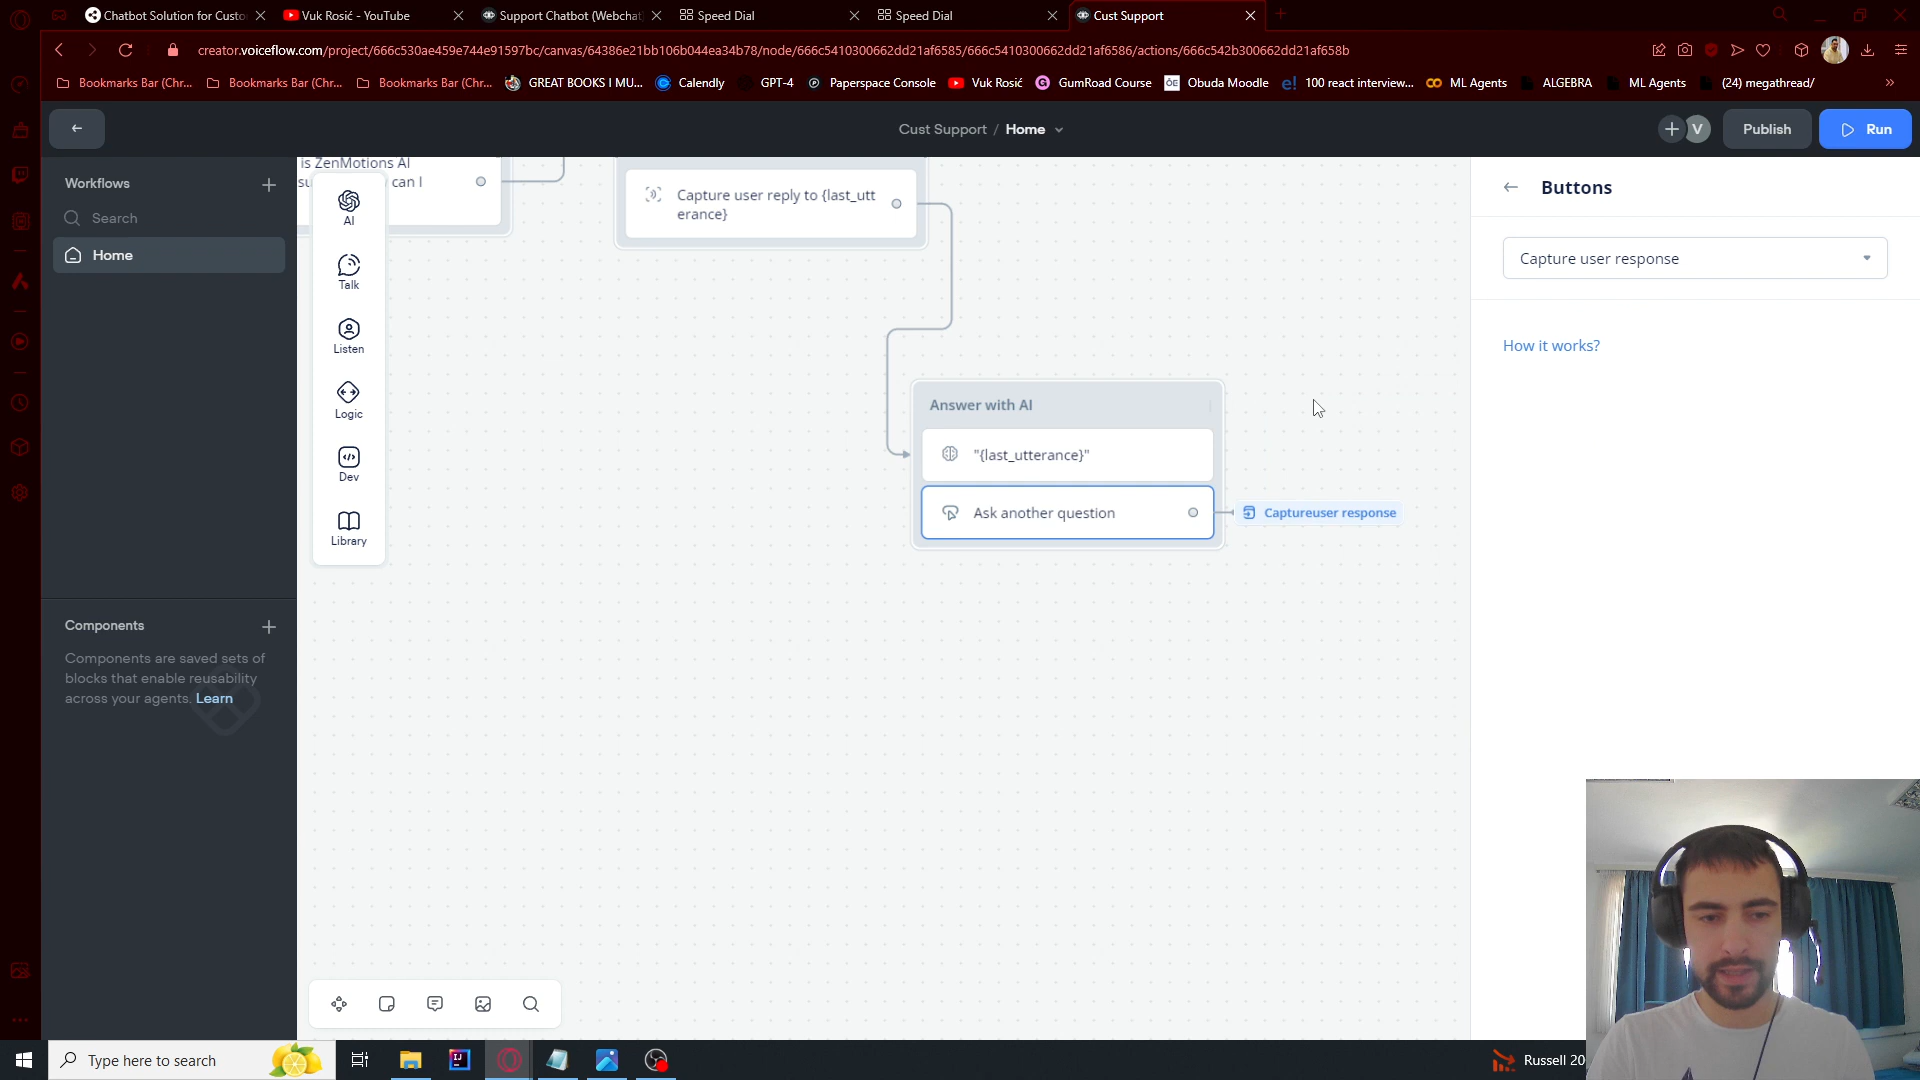 Chatbot Solution for Custo
Vuk Rosić - YouTube
Support Chatbot (Webchat
Speed Dial
Speed Dial
Cust Support
creator.voiceflow.com/project/666c530ae459e744e91597bc/canvas/64386e21bb106b044ea34b78/node/666c5410300662dd21af6585/666c5410300662dd21af6586/actions/666c542b300662dd21af658b
Bookmarks Bar (Chr...
Bookmarks Bar (Chr...
Bookmarks Bar (Chr...
GREAT BOOKS I MU...
Calendly
GPT-4
Paperspace Console
Vuk Rosić
GumRoad Course
Obuda Moodle
100 react interview...
ML Agents
ALGEBRA
ML Agents
(24) megathread/
Cust Support / Home
V
Publish
Run
Workflows
Search
Home
Components
Components are saved sets of
blocks that enable reusability
across your agents. Learn
AI
Talk
Listen
Logic
Dev
Library
is ZenMotions AI
can I
Capture user reply to {last_utt
erance}
Answer with AI
"{last_utterance}"
Ask another question
Captureuser response
Buttons
Capture user response
How it works?
Type here to search
Russell 20